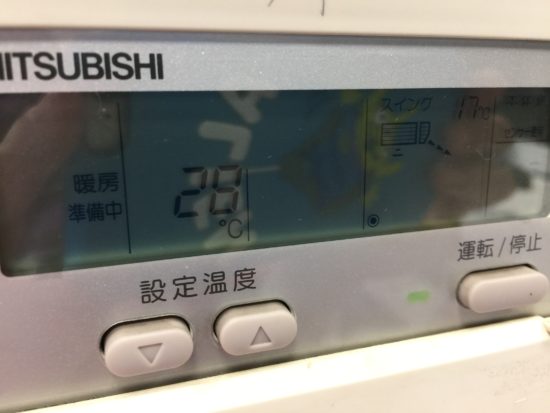 MITSUBISHI
スイング 17℃
暖房
準備中
28
℃
運転/停止
設定温度